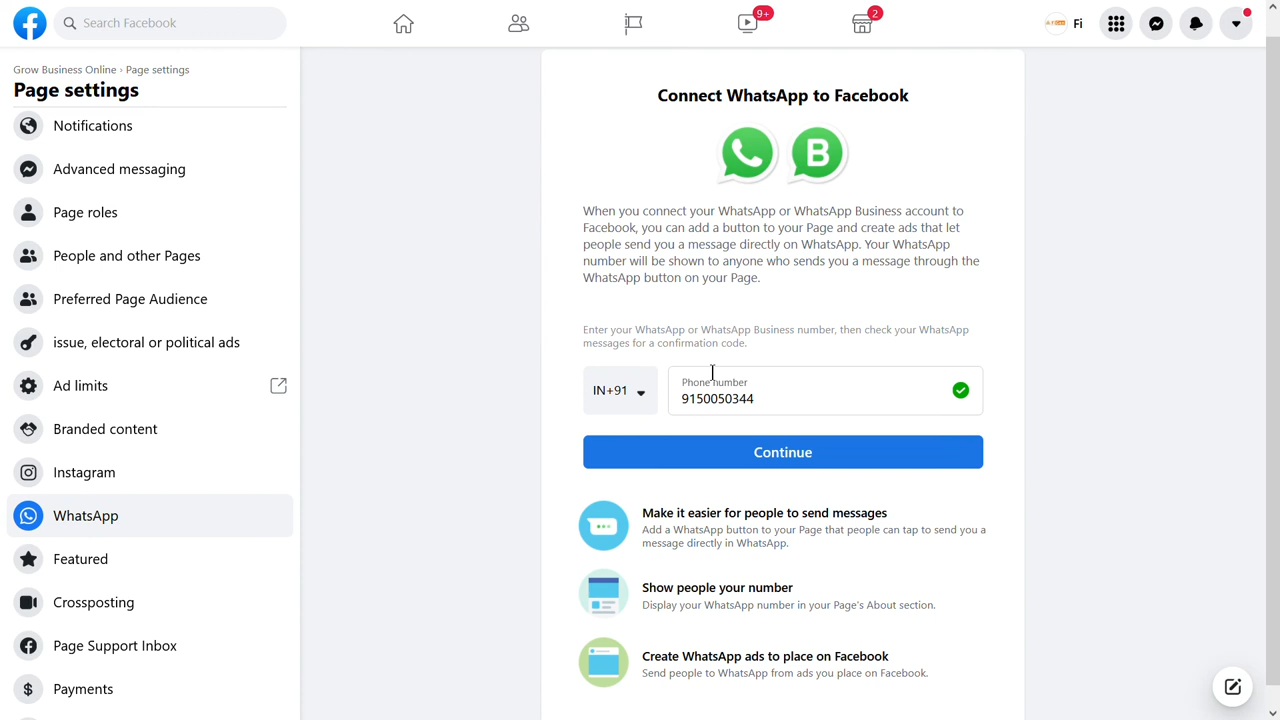 Search Facebook
9+
2
Fi
Grow Business Online › Page settings
Page settings
Notifications
Advanced messaging
Page roles
People and other Pages
Preferred Page Audience
issue, electoral or political ads
Ad limits
Branded content
Instagram
WhatsApp
Featured
Crossposting
Page Support Inbox
Payments
Connect WhatsApp to Facebook
B
When you connect your WhatsApp or WhatsApp Business account to
Facebook, you can add a button to your Page and create ads that let
people send you a message directly on WhatsApp. Your WhatsApp
number will be shown to anyone who sends you a message through the
WhatsApp button on your Page.
Enter your WhatsApp or WhatsApp Business number, then check your WhatsApp
messages for a confirmation code.
IN+91
Phone number
9150050344
Continue
Make it easier for people to send messages
Add a WhatsApp button to your Page that people can tap to send you a
message directly in WhatsApp.
Show people your number
Display your WhatsApp number in your Page's About section.
Create WhatsApp ads to place on Facebook
Send people to WhatsApp from ads you place on Facebook.